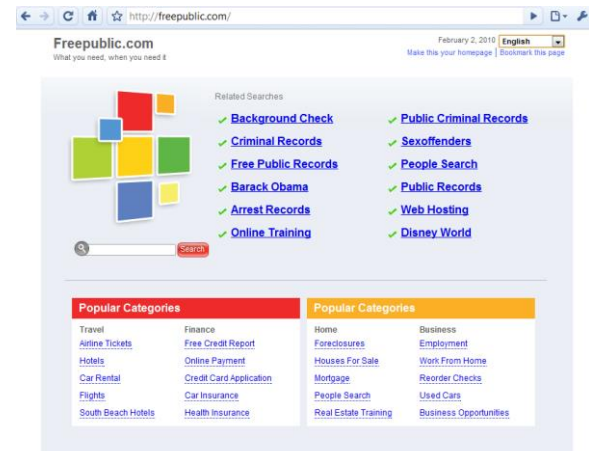 http://freepublic.com/
Freepublic.com
What you need, when you need it
February 2, 2010 English
Make this your homepage | Bookmark this page
Related Searches
Background Check
Public Criminal Records
Criminal Records
Sexoffenders
Free Public Records
People Search
Barack Obama
Public Records
Arrest Records
Web Hosting
Online Training
Disney World
Search
Popular Categories
Travel Finance
Airline Tickets Free Credit Report
Hotels Online Payment
Car Rental Credit Card Application
Flights Car Insurance
South Beach Hotels Health Insurance
Popular Categories
Home Business
Foreclosures Employment
Houses For Sale Work From Home
Mortgage Reorder Checks
People Search Used Cars
Real Estate Training Business Opportunities